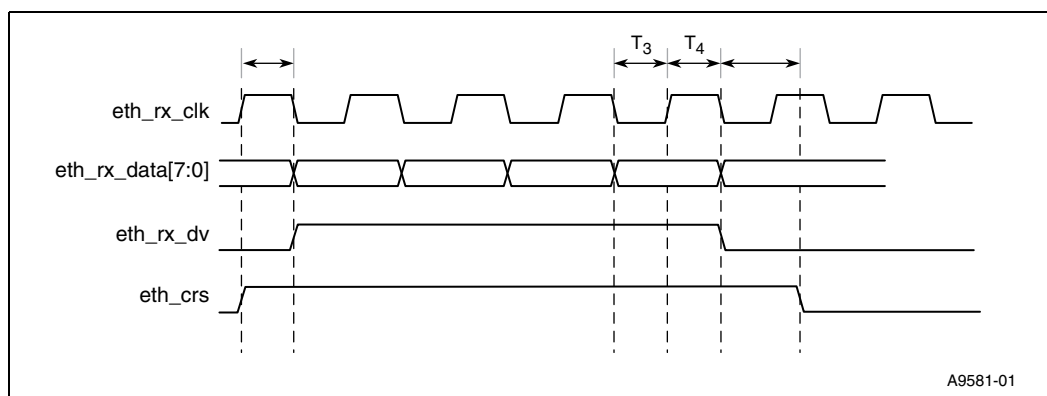 T3 T4
eth_rx_clk
eth_rx_data[7:0]
eth_rx_dv
eth_crs
A9581-01